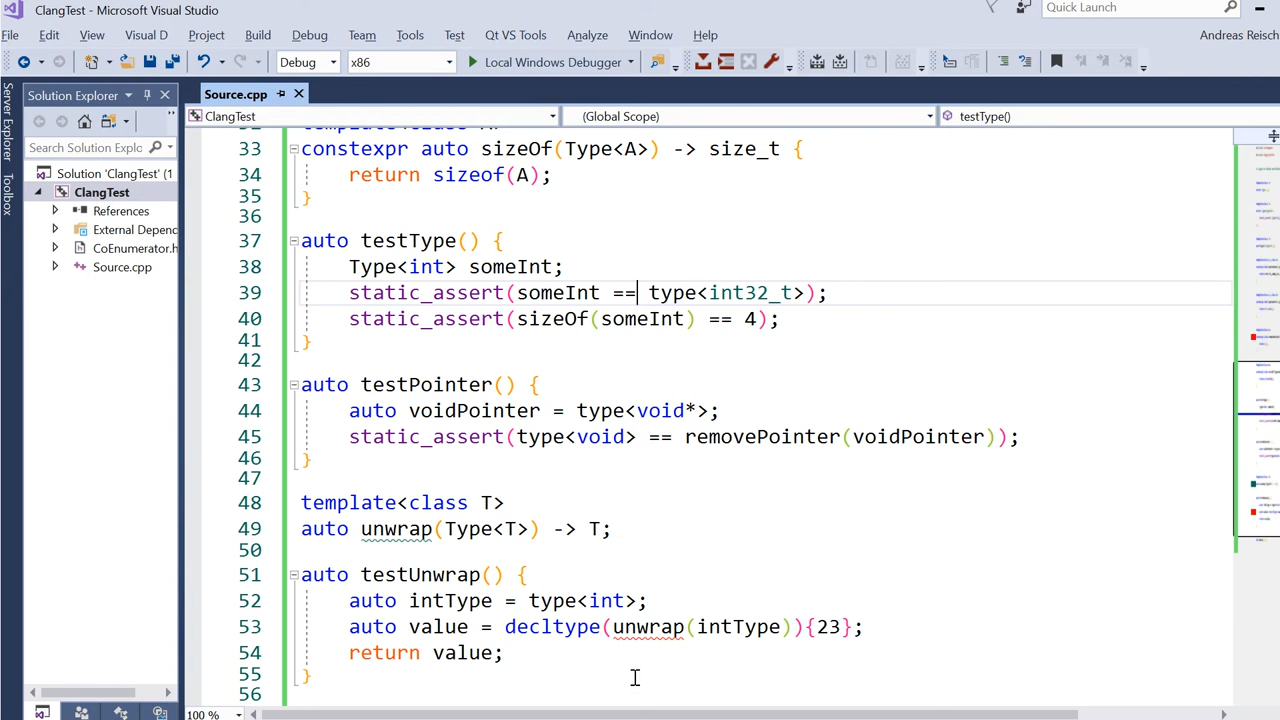 ClangTest - Microsoft Visual Studio
Quick Launch
File Edit View Visual D Project Build Debug Team Tools Test Qt VS Tools Analyze Window Help
Andreas Reisch
Debug x86 Local Windows Debugger
Server Explorer
Toolbox
Solution Explorer
Search Solution Explorer
Solution 'ClangTest' (1
ClangTest
References
External Depenc
CoEnumerator.h
Source.cpp
Source.cpp
ClangTest (Global Scope) testType()
33 constexpr auto sizeOf(Type<A>) -> size_t {
34 return sizeof(A);
35 }
36
37 auto testType() {
38 Type<int> someInt;
39 static_assert(someInt == type<int32_t>);
40 static_assert(sizeOf(someInt) == 4);
41 }
42
43 auto testPointer() {
44 auto voidPointer = type<void*>;
45 static_assert(type<void> == removePointer(voidPointer));
46 }
47
48 template<class T>
49 auto unwrap(Type<T>) -> T;
50
51 auto testUnwrap() {
52 auto intType = type<int>;
53 auto value = decltype(unwrap(intType)){23};
54 return value;
55 }
56
100 %